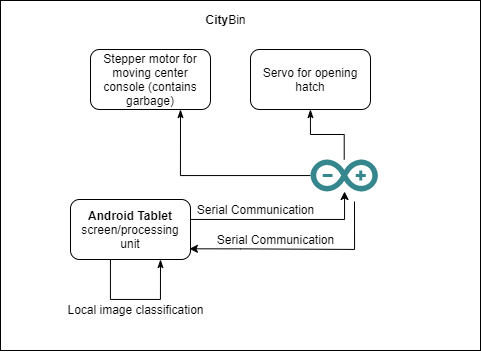 CityBin
Stepper motor for
moving center
console (contains
garbage)
Servo for opening
hatch
Serial Communication
Android Tablet
screen/processing
unit
Serial Communication
Local image classification